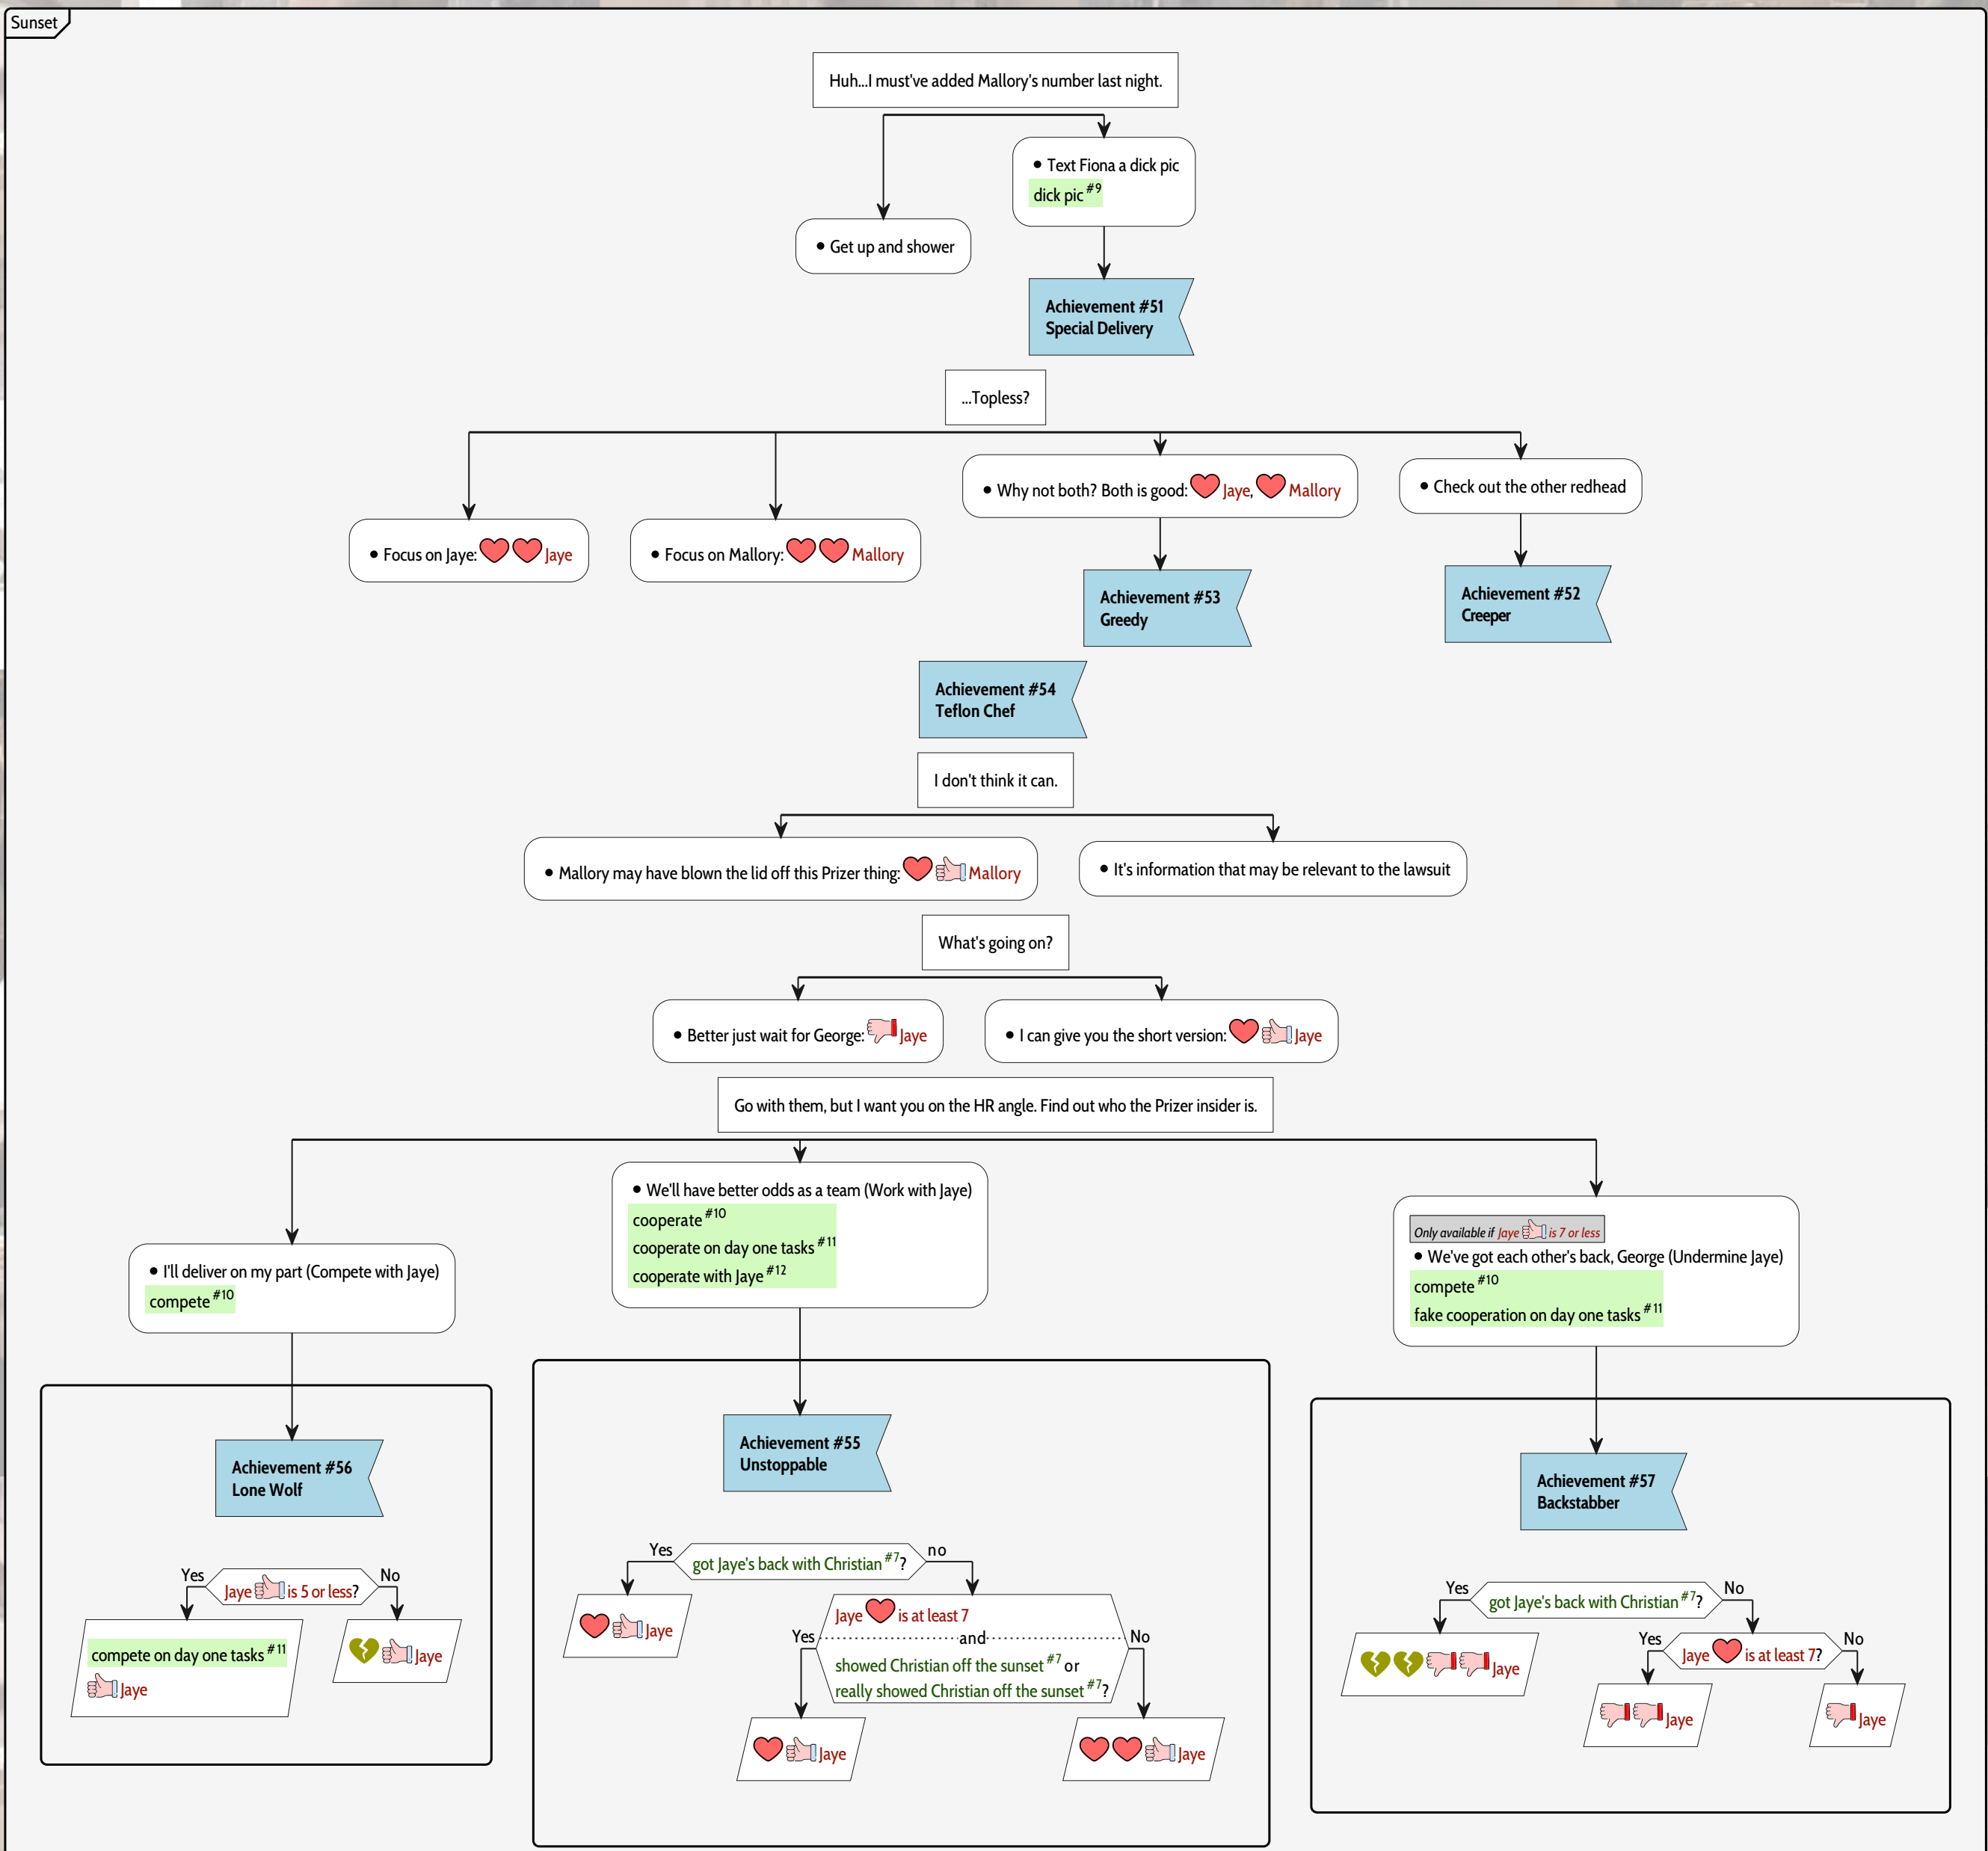 Sunset
Huh...I must've added Mallory's number last night.
• Text Fiona a dick pic
dick pic #9
• Get up and shower
Achievement #51
Special Delivery
...Topless?
• Focus on Jaye: Jaye
• Focus on Mallory: Mallory
• Why not both? Both is good: Jaye, Mallory
• Check out the other redhead
Achievement #53
Greedy
Achievement #52
Creeper
Achievement #54
Teflon Chef
I don't think it can.
• Mallory may have blown the lid off this Prizer thing: Mallory
• It's information that may be relevant to the lawsuit
What's going on?
• Better just wait for George: Jaye
• I can give you the short version: Jaye
Go with them, but I want you on the HR angle. Find out who the Prizer insider is.
• I'll deliver on my part (Compete with Jaye)
compete #10
• We'll have better odds as a team (Work with Jaye)
cooperate #10
cooperate on day one tasks #11
cooperate with Jaye #12
Only available if Jaye is 7 or less
• We've got each other's back, George (Undermine Jaye)
compete #10
fake cooperation on day one tasks #11
Achievement #56
Lone Wolf
Yes
Jaye is 5 or less?
No
compete on day one tasks #11
Jaye
Jaye
Achievement #55
Unstoppable
Yes
got Jaye's back with Christian #7?
no
Jaye
Jaye is at least 7
Yes
and
No
showed Christian off the sunset #7 or
really showed Christian off the sunset #7?
Jaye
Jaye
Achievement #57
Backstabber
Yes
got Jaye's back with Christian #7?
No
Jaye
Yes
Jaye is at least 7?
No
Jaye
Jaye